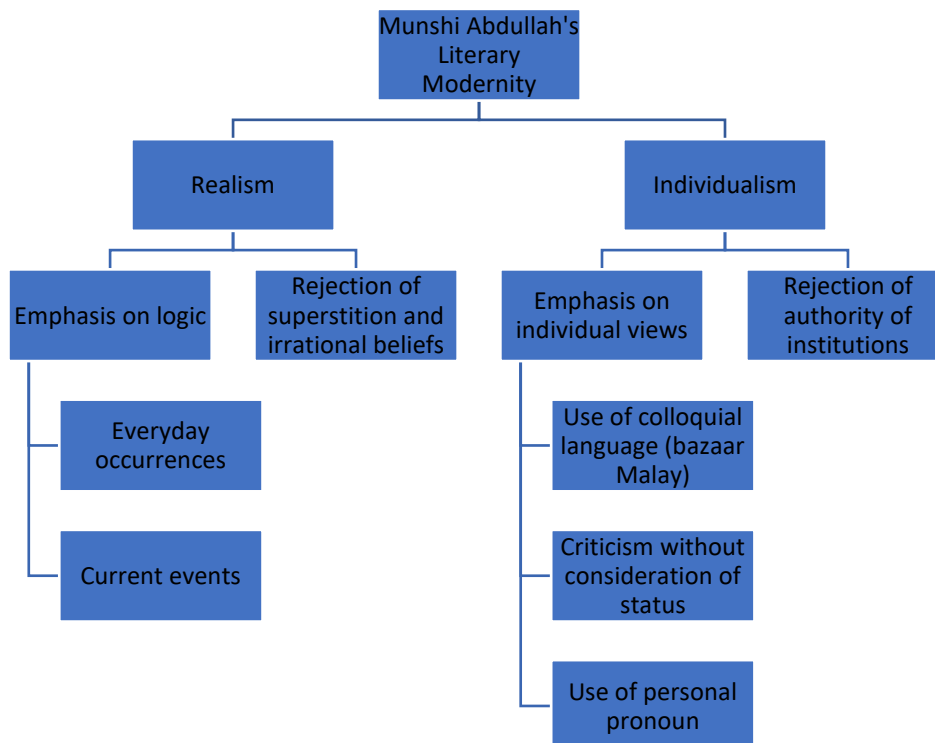 Munshi Abdullah's
Literary
Modernity
Realism
Individualism
Emphasis on logic
Rejection of
superstition and
irrational beliefs
Emphasis on
individual views
Rejection of
authority of
institutions
Everyday
occurrences
Current events
Use of colloquial
language (bazaar
Malay)
Criticism without
consideration of
status
Use of personal
pronoun